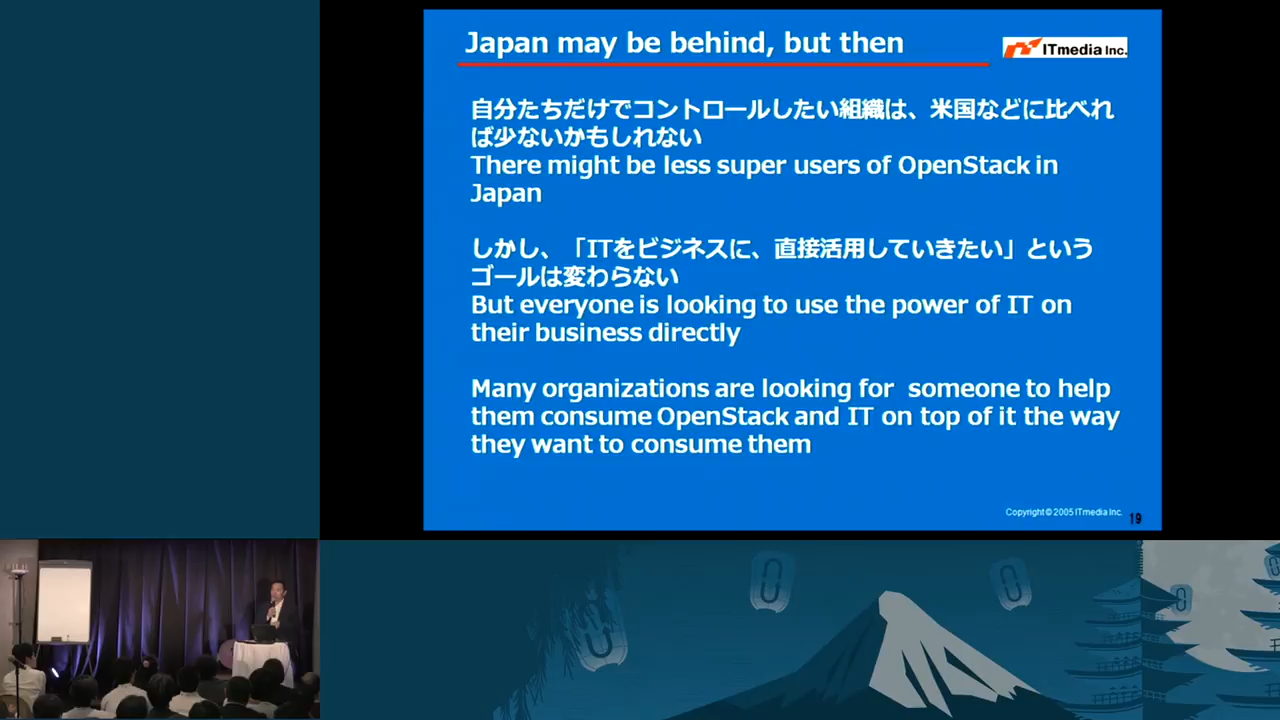 Japan may be behind, but then
ITmedia Inc.
自分たちだけでコントロールしたい組織は、米国などに比べれ
ば少ないかもしれない
There might be less super users of OpenStack in
Japan
しかし、「ITをビジネスに、直接活用していきたい」という
ゴールは変わらない
But everyone is looking to use the power of IT on
their business directly
Many organizations are looking for someone to help
them consume OpenStack and IT on top of it the way
they want to consume them
Copyright © 2005 ITmedia Inc.
19